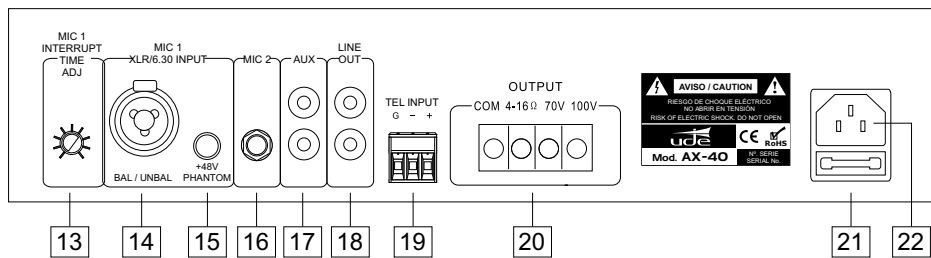 MIC 1
INTERRUPT
TIME
ADJ
MIC 1
XLR/6.30 INPUT
BAL / UNBAL
+48V
PHANTOM
MIC 2
AUX
LINE
OUT
TEL INPUT
G − +
OUTPUT
COM 4-16Ω 70V 100V
AVISO / CAUTION
RIESGO DE CHOQUE ELÉCTRICO
NO ABRIR EN TENSIÓN
RISK OF ELECTRIC SHOCK. DO NOT OPEN
ude
CE RoHS
Mod. AX-40
Nº. SERIE
SERIAL No.
13 14 15 16 17 18 19 20 21 22